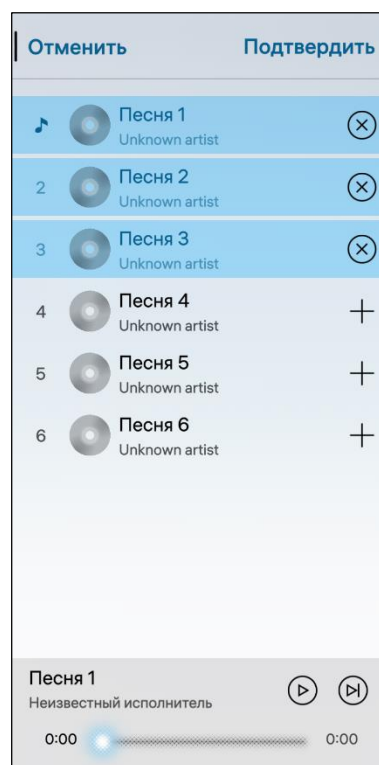 Отменить Подтвердить
Песня 1
Unknown artist
2 Песня 2
Unknown artist
3 Песня 3
Unknown artist
4 Песня 4
Unknown artist
5 Песня 5
Unknown artist
6 Песня 6
Unknown artist
Песня 1
Неизвестный исполнитель
0:00 0:00